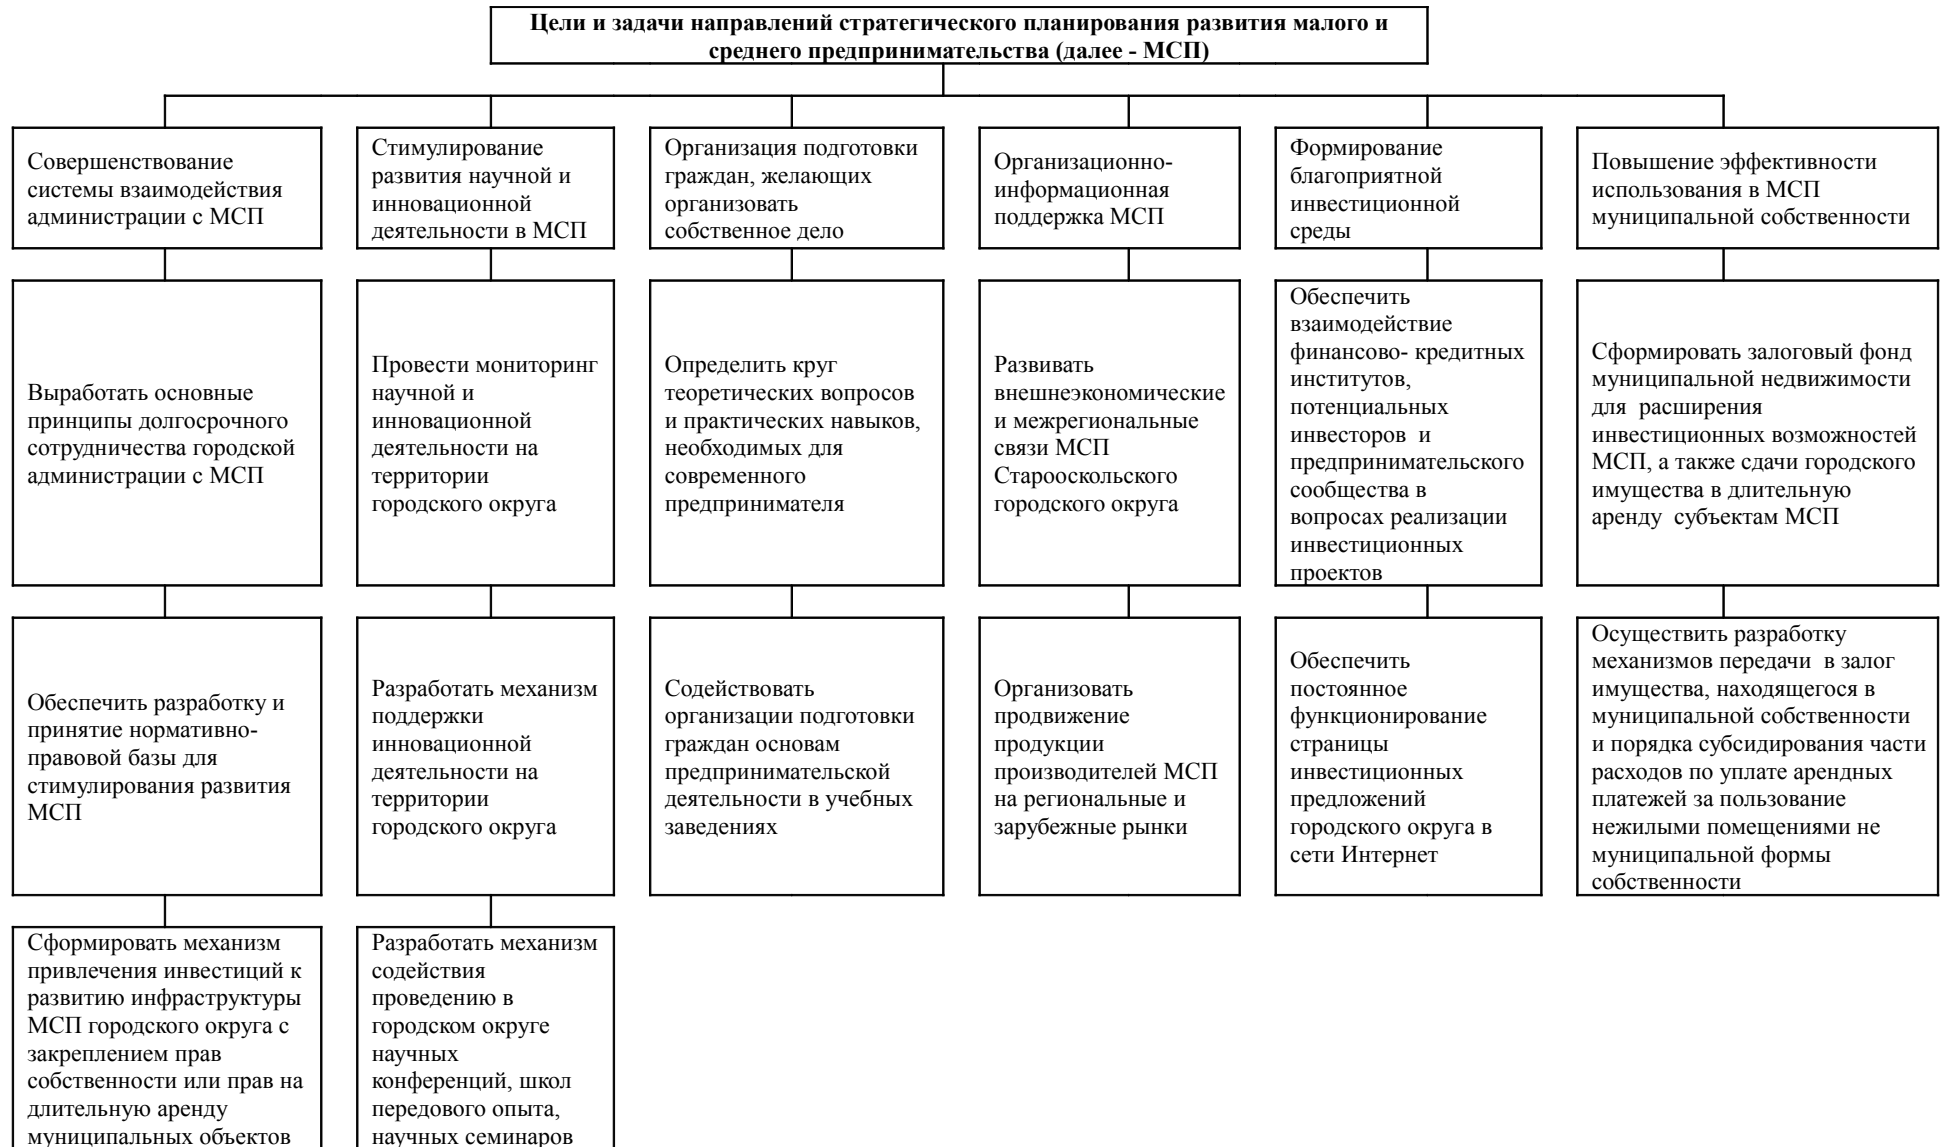 Цели и задачи направлений стратегического планирования развития малого и
среднего предпринимательства (далее - МСП)
Совершенствование
системы взаимодействия
администрации с МСП
Стимулирование
развития научной и
инновационной
деятельности в МСП
Организация подготовки
граждан, желающих
организовать
собственное дело
Организационно-
информационная
поддержка МСП
Формирование
благоприятной
инвестиционной
среды
Повышение эффективности
использования в МСП
муниципальной собственности
Выработать основные
принципы долгосрочного
сотрудничества городской
администрации с МСП
Провести мониторинг
научной и
инновационной
деятельности на
территории
городского округа
Определить круг
теоретических вопросов
и практических навыков,
необходимых для
современного
предпринимателя
Развивать
внешнеэкономические
и межрегиональные
связи МСП
Старооскольского
городского округа
Обеспечить
взаимодействие
финансово- кредитных
институтов,
потенциальных
инвесторов  и
предпринимательского
сообщества в
вопросах реализации
инвестиционных
проектов
Сформировать залоговый фонд
муниципальной недвижимости
для  расширения
инвестиционных возможностей
МСП, а также сдачи городского
имущества в длительную
аренду  субъектам МСП
Обеспечить разработку и
принятие нормативно-
правовой базы для
стимулирования развития
МСП
Разработать механизм
поддержки
инновационной
деятельности на
территории
городского округа
Содействовать
организации подготовки
граждан основам
предпринимательской
деятельности в учебных
заведениях
Организовать
продвижение
продукции
производителей МСП
на региональные и
зарубежные рынки
Обеспечить
постоянное
функционирование
страницы
инвестиционных
предложений
городского округа в
сети Интернет
Осуществить разработку
механизмов передачи  в залог
имущества, находящегося в
муниципальной собственности
и порядка субсидирования части
расходов по уплате арендных
платежей за пользование
нежилыми помещениями не
муниципальной формы
собственности
Сформировать механизм
привлечения инвестиций к
развитию инфраструктуры
МСП городского округа с
закреплением прав
собственности или прав на
длительную аренду
муниципальных объектов
Разработать механизм
содействия
проведению в
городском округе
научных
конференций, школ
передового опыта,
научных семинаров